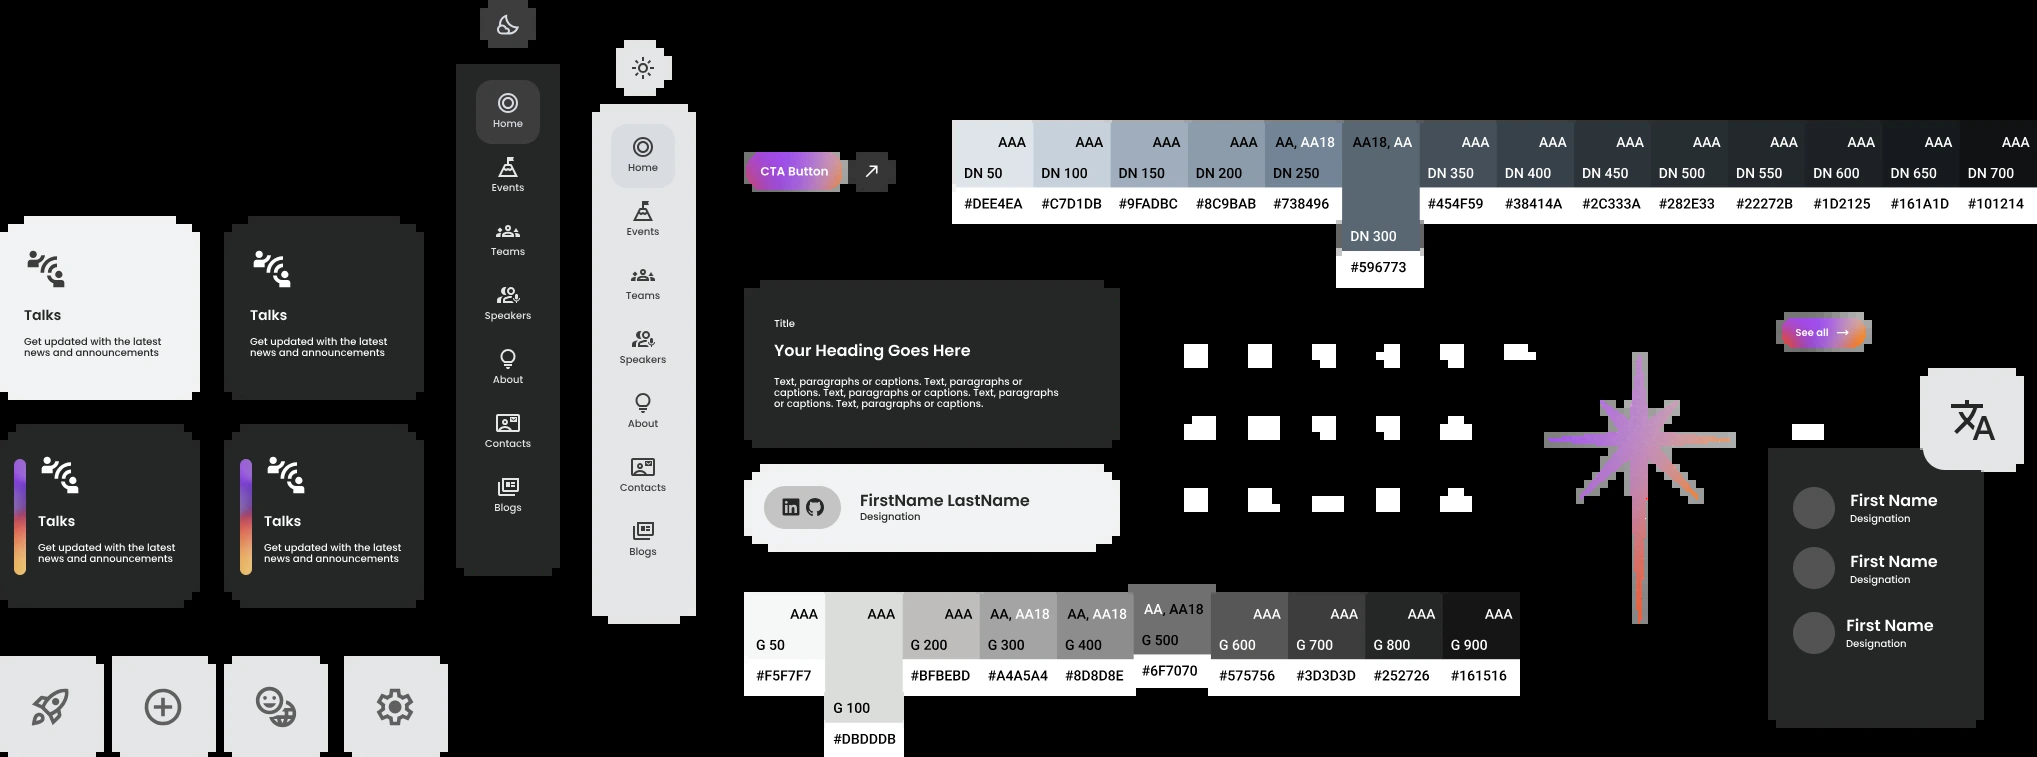 Home
Events
Teams
Speakers
About
Contacts
Blogs
Home
Events
Teams
Speakers
About
Contacts
Blogs
Talks
Get updated with the latest
news and announcements
Talks
Get updated with the latest
news and announcements
Talks
Get updated with the latest
news and announcements
Talks
Get updated with the latest
news and announcements
CTA Button
AAA AAA AAA AAA AA, AA18 AA18, AA AAA AAA AAA AAA AAA AAA AAA AAA
DN 50 DN 100 DN 150 DN 200 DN 250 DN 350 DN 400 DN 450 DN 500 DN 550 DN 600 DN 650 DN 700
#DEE4EA #C7D1DB #9FADBC #8C9BAB #738496 #454F59 #38414A #2C333A #282E33 #22272B #1D2125 #161A1D #101214
DN 300
#596773
Title
Your Heading Goes Here
Text, paragraphs or captions. Text, paragraphs or
captions. Text, paragraphs or captions. Text, paragraphs
or captions. Text, paragraphs or captions.
in
FirstName LastName
Designation
See all
文A
First Name
Designation
First Name
Designation
First Name
Designation
AAA AAA AAA AA, AA18 AA, AA18 AA, AA18 AAA AAA AAA AAA
G 50 G 200 G 300 G 400 G 500 G 600 G 700 G 800 G 900
#F5F7F7 #BFBEBD #A4A5A4 #8D8D8E #6F7070 #575756 #3D3D3D #252726 #161516
G 100
#DBDDDB